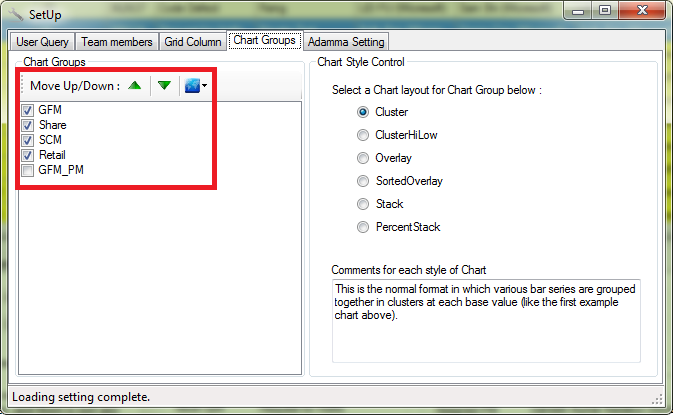 SetUp
User Query Team members Grid Column Chart Groups Adamma Setting
Chart Groups
Move Up/Down :
GFM
Share
SCM
Retail
GFM_PM
Chart Style Control
Select a Chart layout for Chart Group below :
Cluster
ClusterHiLow
Overlay
SortedOverlay
Stack
PercentStack
Comments for each style of Chart
This is the normal format in which various bar series are grouped
together in clusters at each base value (like the first example
chart above).
Loading setting complete.